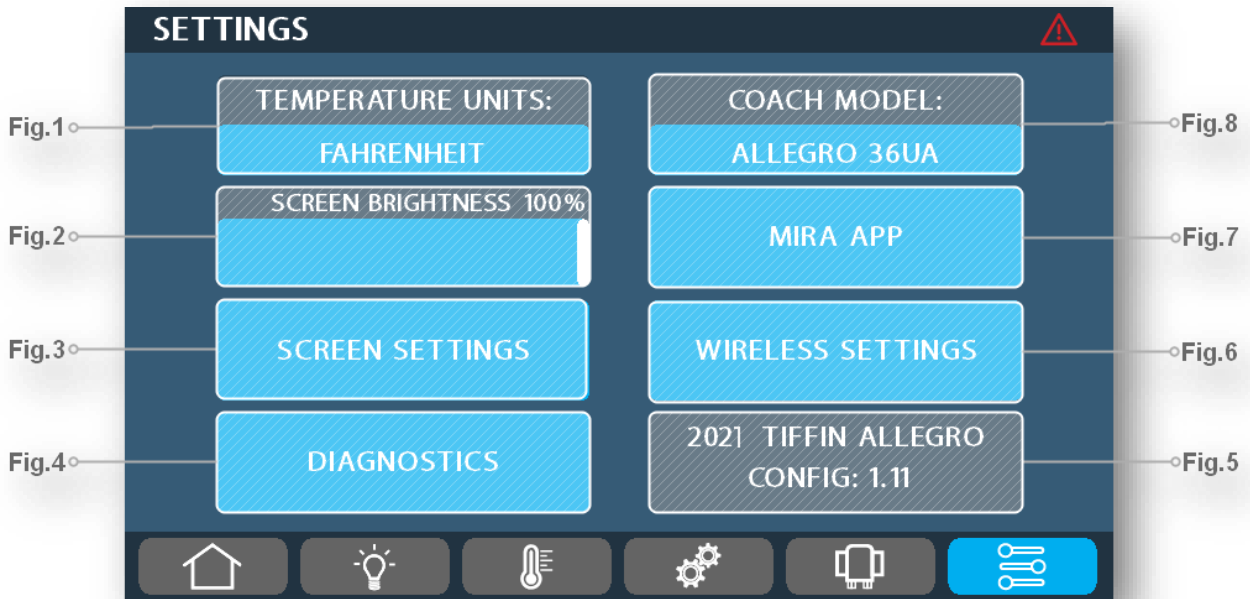 SETTINGS
Fig.1
TEMPERATURE UNITS:
FAHRENHEIT
COACH MODEL:
ALLEGRO 36UA
Fig.8
Fig.2
SCREEN BRIGHTNESS 100%
MIRA APP
Fig.7
Fig.3
SCREEN SETTINGS
WIRELESS SETTINGS
Fig.6
Fig.4
DIAGNOSTICS
2021 TIFFIN ALLEGRO
CONFIG: 1.11
Fig.5